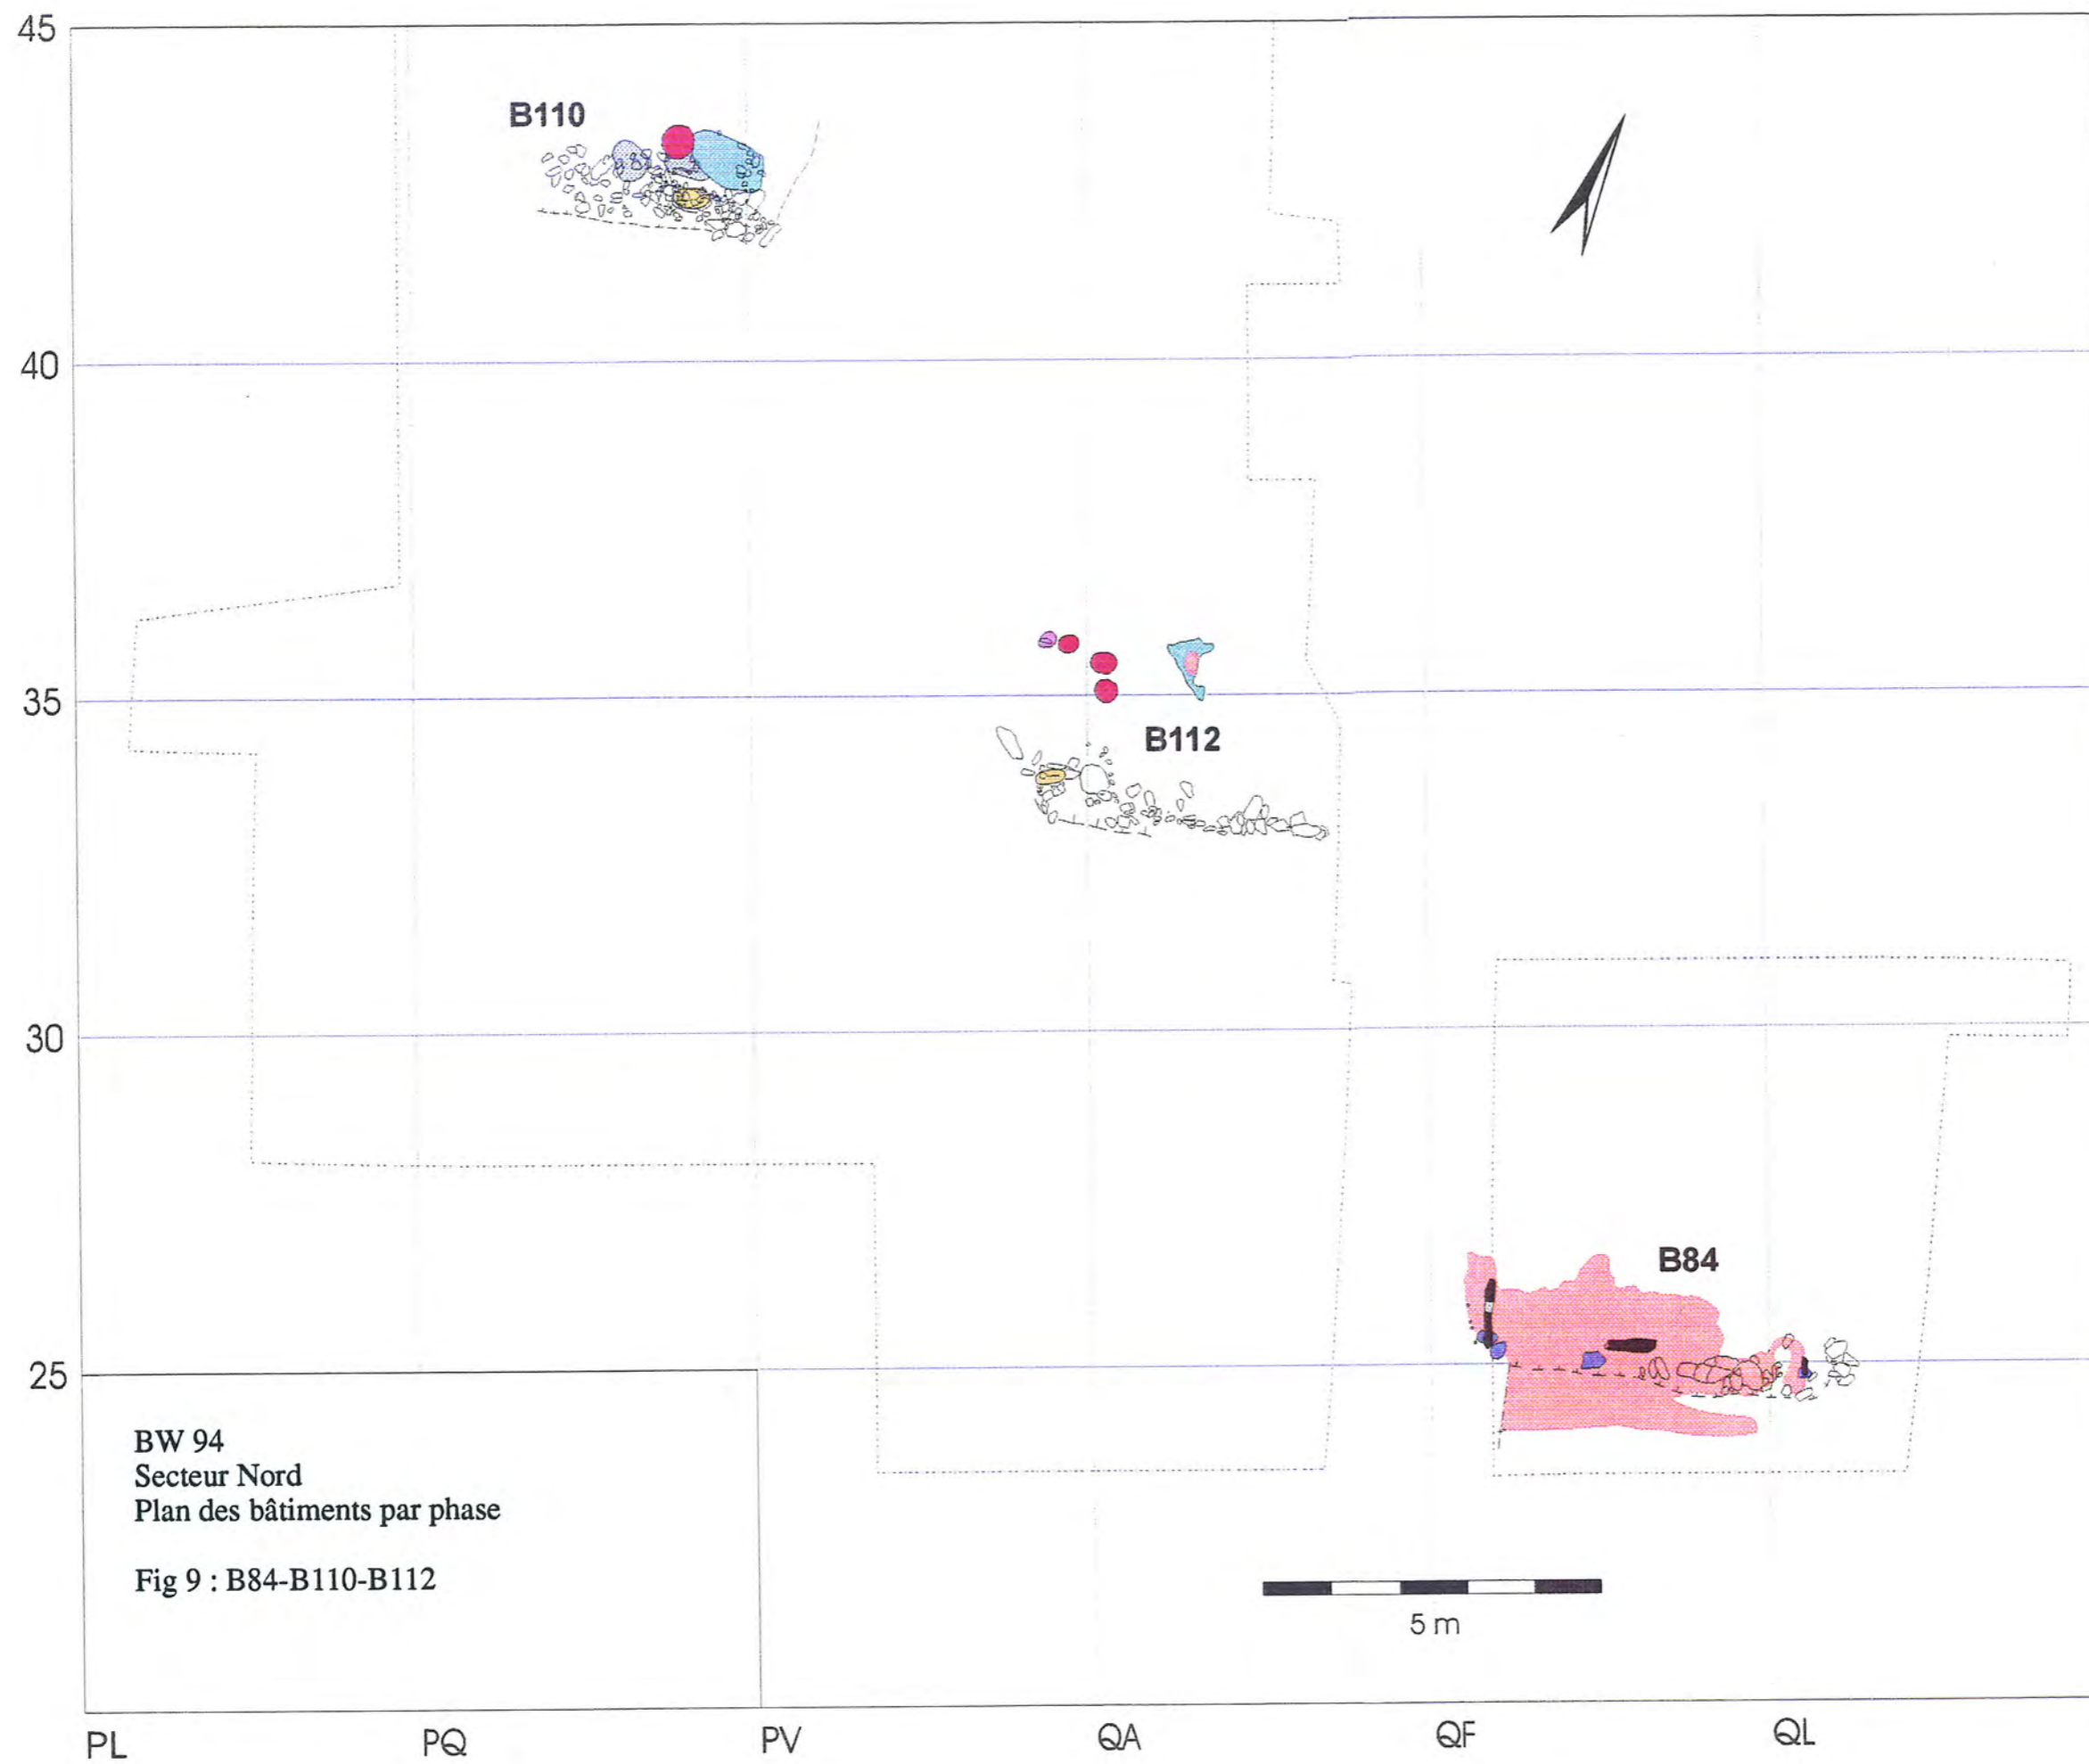 45
B110
40
35
B112
30
B84
25
BW 94
Secteur Nord
Plan des bâtiments par phase
Fig 9 : B84-B110-B112
5 m
PL PQ PV QA QF QL